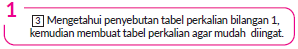 1
3 Mengetahui penyebutan tabel perkalian bilangan 1,
kemudian membuat tabel perkalian agar mudah diingat.